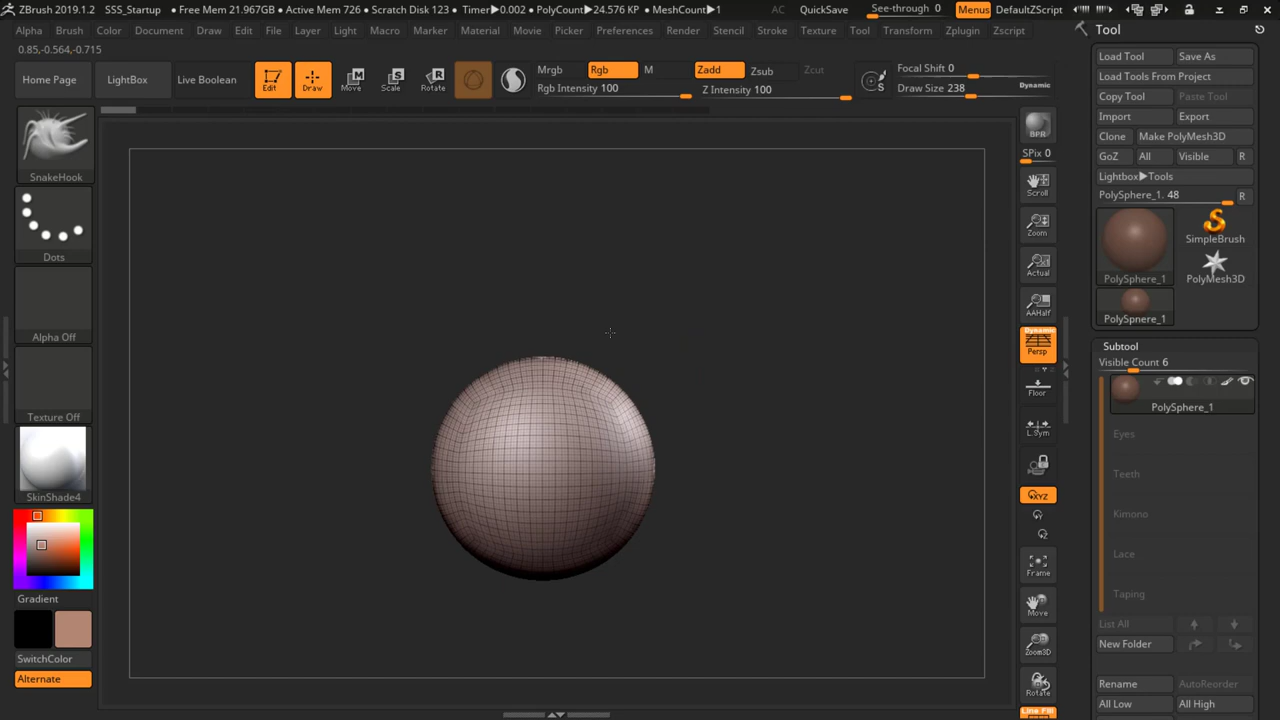 ZBrush 2019.1.2 SSS_Startup • Free Mem 21.967GB • Active Mem 726 • Scratch Disk 123 • Timer▶0.002 • PolyCount▶24.576 KP • MeshCount▶1 AC QuickSave See-through 0 Menus DefaultZScript
Alpha Brush Color Document Draw Edit File Layer Light Macro Marker Material Movie Picker Preferences Render Stencil Stroke Texture Tool Transform Zplugin Zscript
0.85,-0.564,-0.715
Home Page LightBox Live Boolean Edit Draw Move Scale Rotate
Mrgb Rgb M Zadd Zsub Zcut
Rgb Intensity 100 Z Intensity 100
Focal Shift 0
Draw Size 238 Dynamic
SnakeHook
Dots
Alpha Off
Texture Off
SkinShade4
Gradient
SwitchColor
Alternate
BPR
SPix 0
Scroll
Zoom
Actual
AAHalf
Dynamic
Persp
Floor
L.Sym
XYZ
Frame
Move
Zoom3D
Rotate
Line Fill
Tool
Load Tool Save As
Load Tools From Project
Copy Tool Paste Tool
Import Export
Clone Make PolyMesh3D
GoZ All Visible R
Lightbox▶Tools
PolySphere_1. 48 R
PolySphere_1 SimpleBrush
PolyMesh3D
PolySphere_1
Subtool
Visible Count 6
PolySphere_1
Eyes
Teeth
Kimono
Lace
Taping
List All
New Folder
Rename AutoReorder
All Low All High